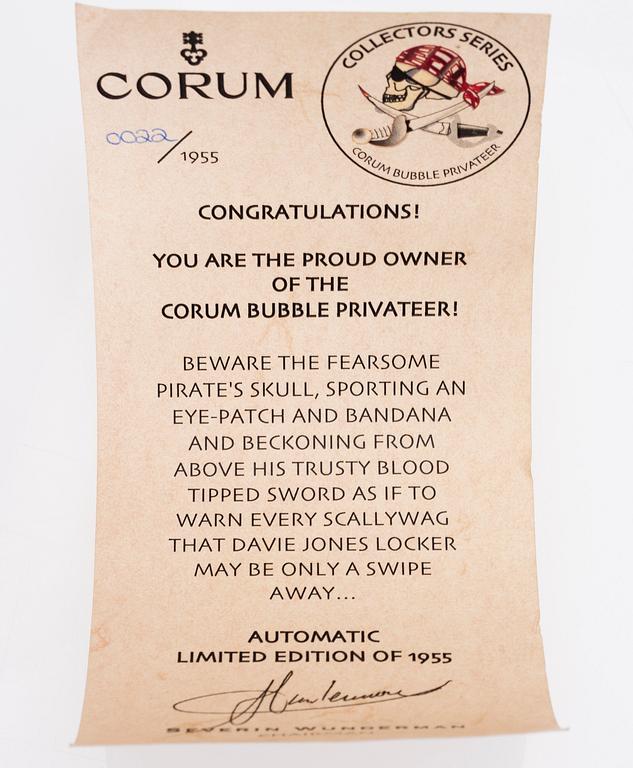 CORUM
COLLECTORS SERIES
CORUM BUBBLE PRIVATEER
0022/1955
CONGRATULATIONS!
YOU ARE THE PROUD OWNER
OF THE
CORUM BUBBLE PRIVATEER!
BEWARE THE FEARSOME
PIRATE'S SKULL, SPORTING AN
EYE-PATCH AND BANDANA
AND BECKONING FROM
ABOVE HIS TRUSTY BLOOD
TIPPED SWORD AS IF TO
WARN EVERY SCALLYWAG
THAT DAVIE JONES LOCKER
MAY BE ONLY A SWIPE
AWAY...
AUTOMATIC
LIMITED EDITION OF 1955
SEVERIN WUNDERMAN
CHAIRMAN